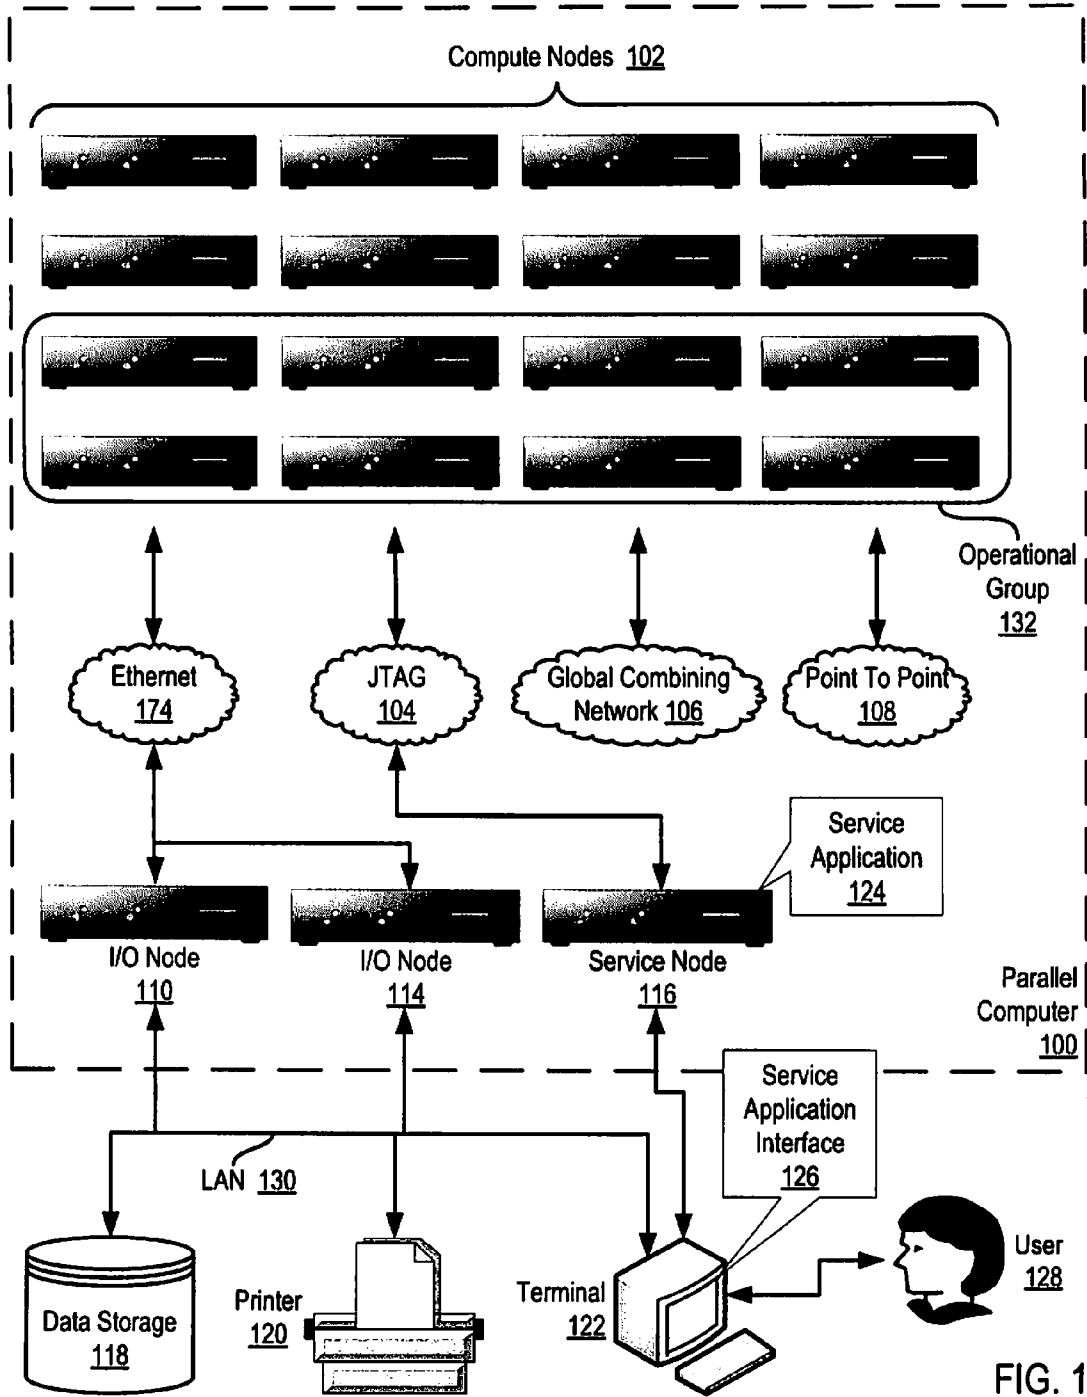 Compute Nodes 102
Operational
Group
132
Ethernet
174
JTAG
104
Global Combining
Network 106
Point To Point
108
Service
Application
124
I/O Node
110
I/O Node
114
Service Node
116
Parallel
Computer
100
Service
Application
Interface
126
LAN 130
Data Storage
118
Printer
120
Terminal
122
User
128
FIG. 1